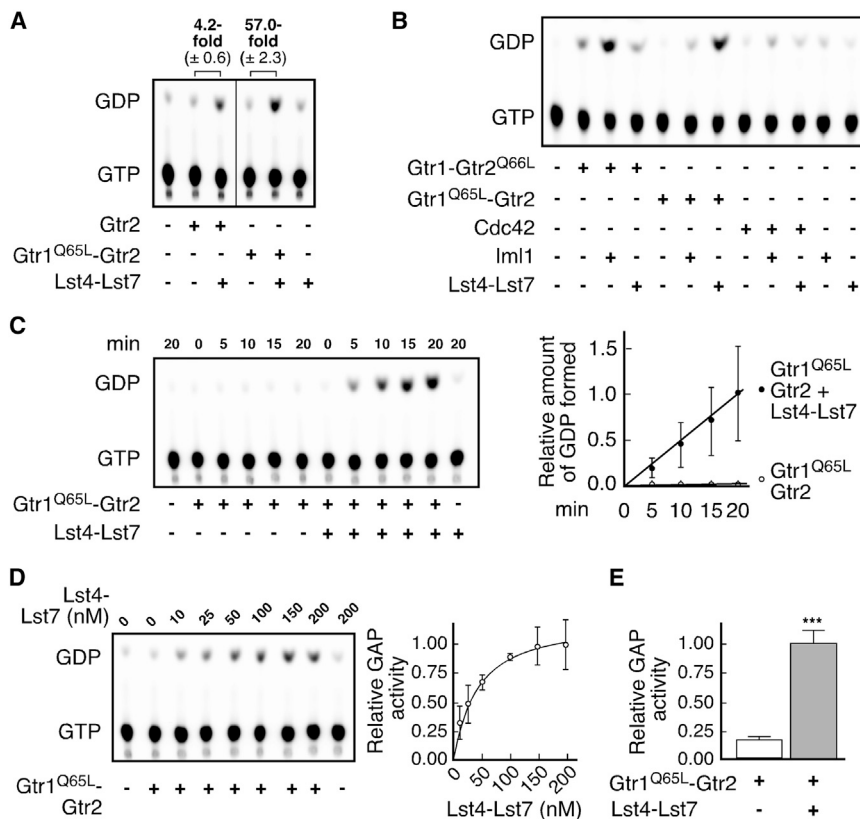 A
4.2-fold (± 0.6)
57.0-fold (± 2.3)
GDP
GTP
Gtr2 - + + - - -
Gtr1Q65L-Gtr2 - - - + + -
Lst4-Lst7 - - + - + +
B
GDP
GTP
Gtr1-Gtr2Q66L - + + + - - - - - - - -
Gtr1Q65L-Gtr2 - - - - + + + - - - - -
Cdc42 - - - - - - - + + + - -
Iml1 - - + - - + - - + - + -
Lst4-Lst7 - - - + - - + - - + - +
C
min 20 0 5 10 15 20 0 5 10 15 20 20
GDP
GTP
Gtr1Q65L-Gtr2 - + + + + + + + + + + -
Lst4-Lst7 - - - - - - + + + + + +
Relative amount
of GDP formed
1.5
1.0
0.5
0.0
min 0 5 10 15 20
Gtr1Q65L
Gtr2 +
Lst4-Lst7
Gtr1Q65L
Gtr2
D
Lst4-
Lst7 (nM) 0 0 10 25 50 100 150 200 200
GDP
GTP
Gtr1Q65L-
Gtr2 - + + + + + + + -
Relative GAP
activity
1.00
0.75
0.50
0.25
0.00
0 50 100 150 200
Lst4-Lst7 (nM)
E
***
Relative GAP
activity
1.00
0.75
0.50
0.25
0.00
Gtr1Q65L-Gtr2 + +
Lst4-Lst7 - +